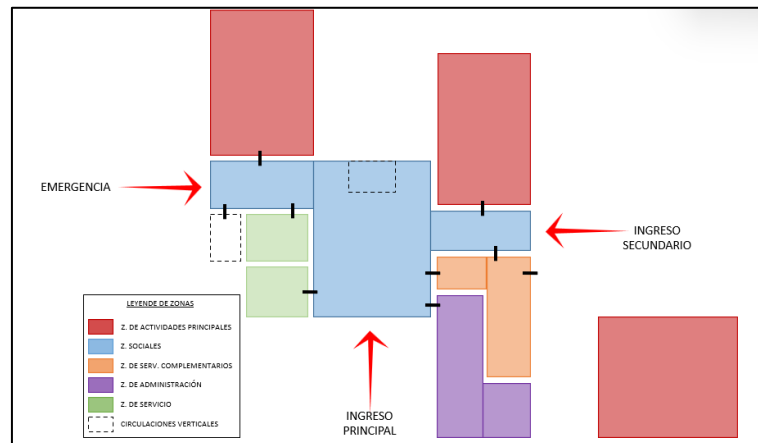 EMERGENCIA
INGRESO
SECUNDARIO
LEYENDE DE ZONAS
Z. DE ACTIVIDADES PRINCIPALES
Z. SOCIALES
Z. DE SERV. COMPLEMENTARIOS
Z. DE ADMINISTRACIÓN
Z. DE SERVICIO
CIRCULACIONES VERTICALES
INGRESO
PRINCIPAL